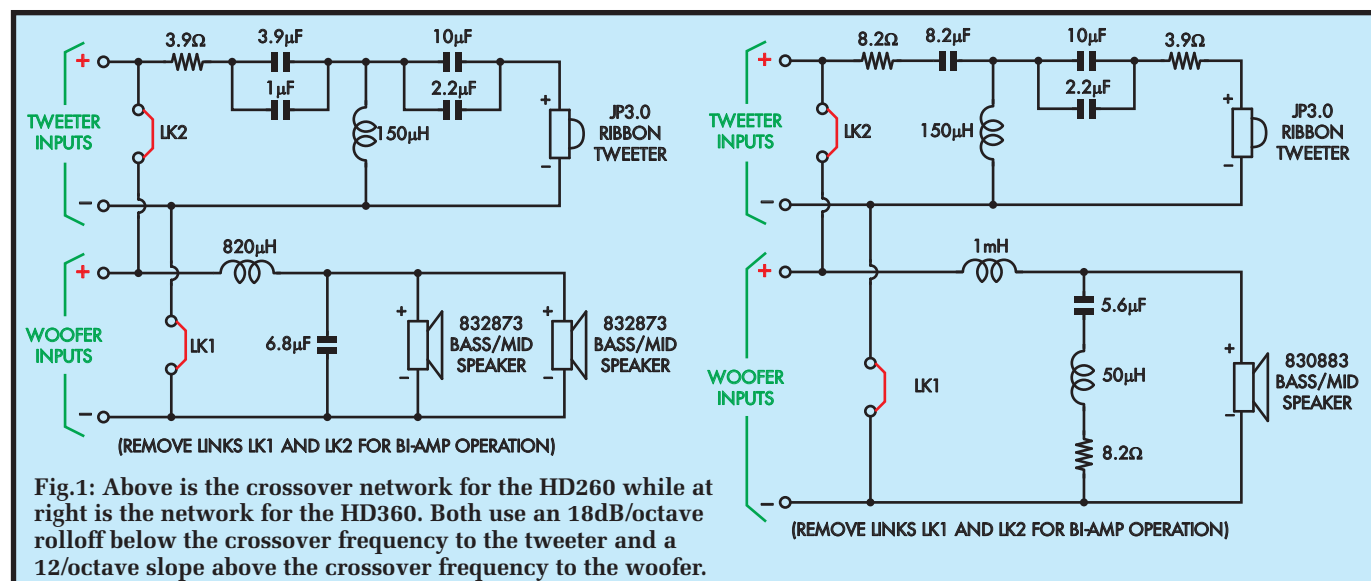 3.9Ω
3.9µF
1µF
10µF
2.2µF
+
TWEETER
INPUTS
LK2
150µH
+
JP3.0
RIBBON
TWEETER
–
–
820µH
+
WOOFER
INPUTS
LK1
6.8µF
+
832873
BASS/MID
SPEAKER
–
+
832873
BASS/MID
SPEAKER
–
–
(REMOVE LINKS LK1 AND LK2 FOR BI-AMP OPERATION)
Fig.1: Above is the crossover network for the HD260 while at
right is the network for the HD360. Both use an 18dB/octave
rolloff below the crossover frequency to the tweeter and a
12/octave slope above the crossover frequency to the woofer.
8.2Ω
8.2µF
10µF
2.2µF
3.9Ω
+
TWEETER
INPUTS
LK2
150µH
+
JP3.0
RIBBON
TWEETER
–
–
1mH
+
WOOFER
INPUTS
LK1
5.6µF
50µH
8.2Ω
+
830883
BASS/MID
SPEAKER
–
–
(REMOVE LINKS LK1 AND LK2 FOR BI-AMP OPERATION)